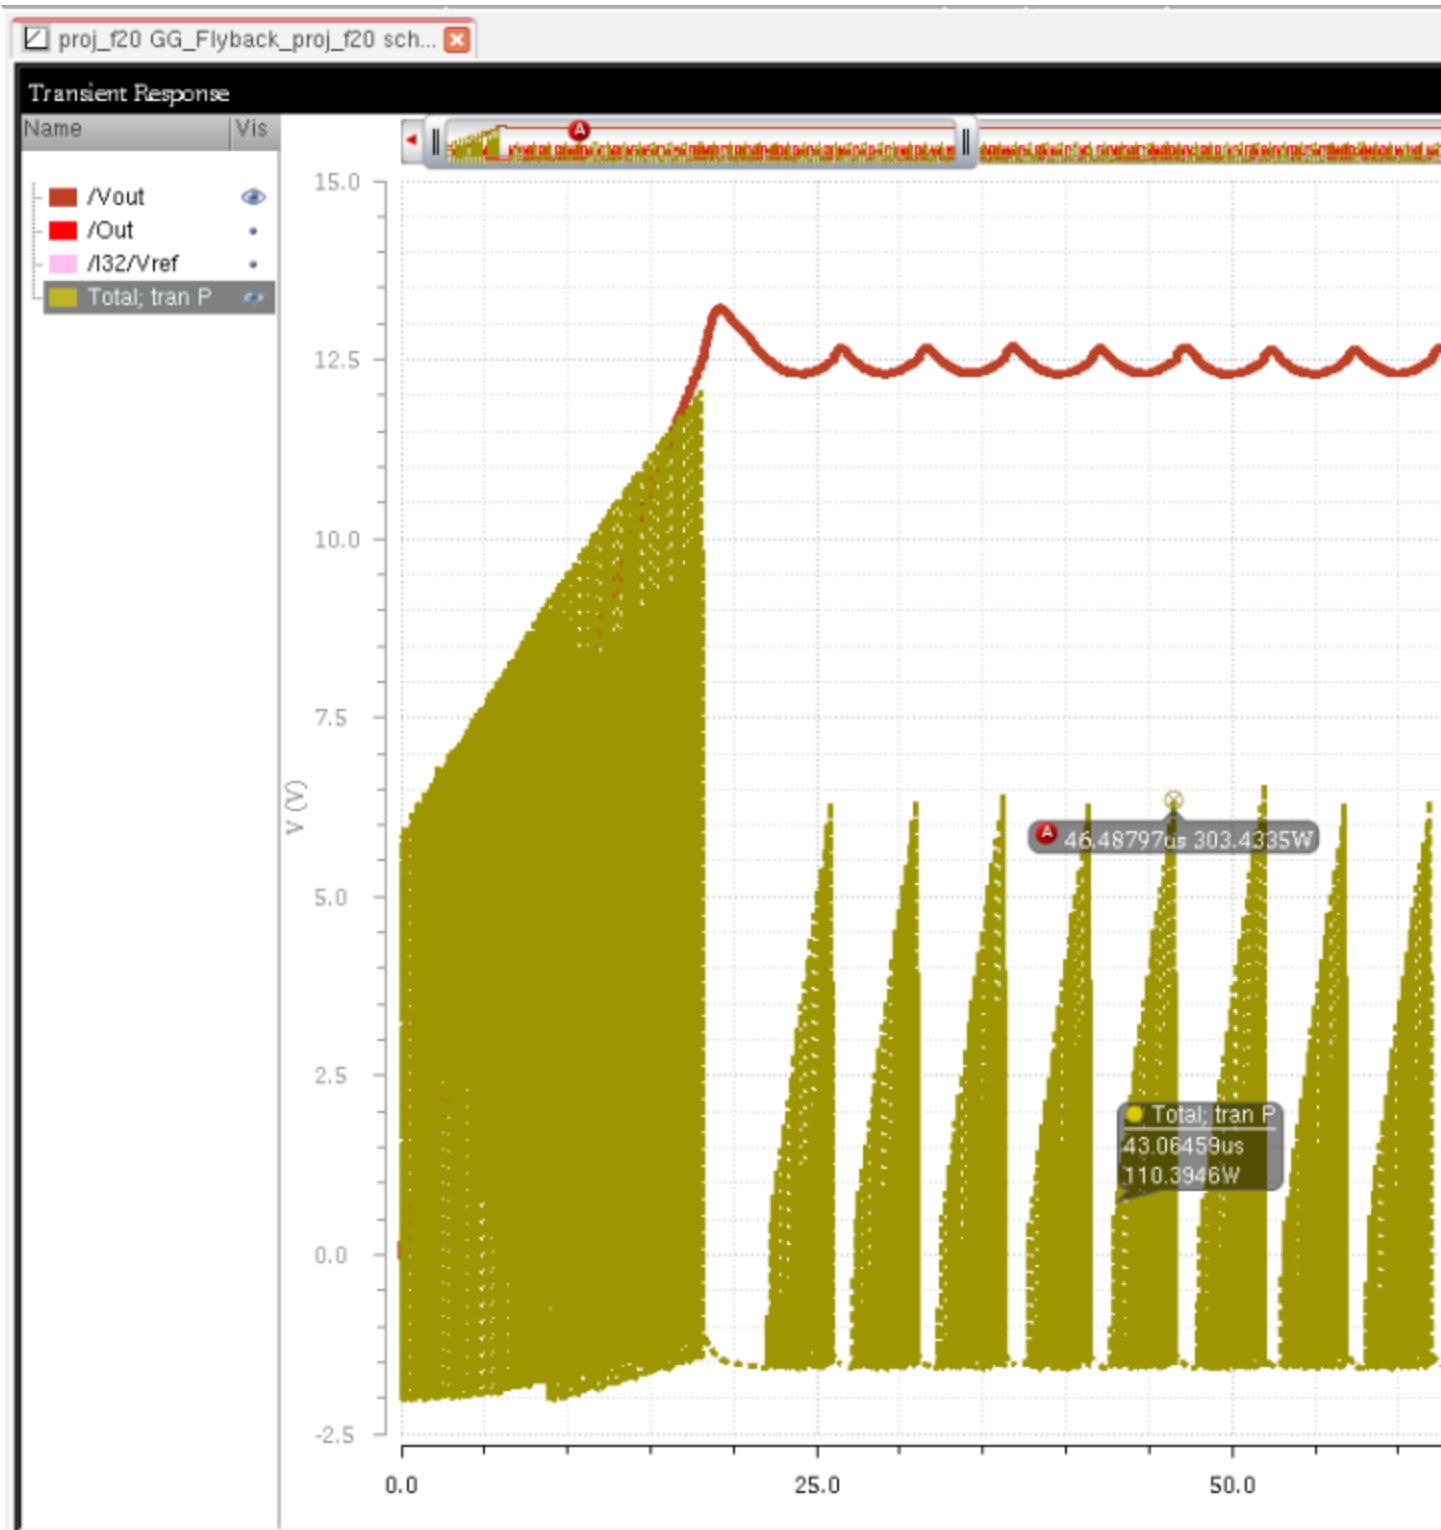 proj_f20 GG_Flyback_proj_f20 sch...
Transient Response
Name Vis
A
/Vout
/Out
/I32/Vref
Total; tran P
15.0
12.5
10.0
7.5
5.0
2.5
0.0
-2.5
V (V)
A 46.48797us 303.4335W
Total; tran P
43.06459us
110.3946W
0.0 25.0 50.0